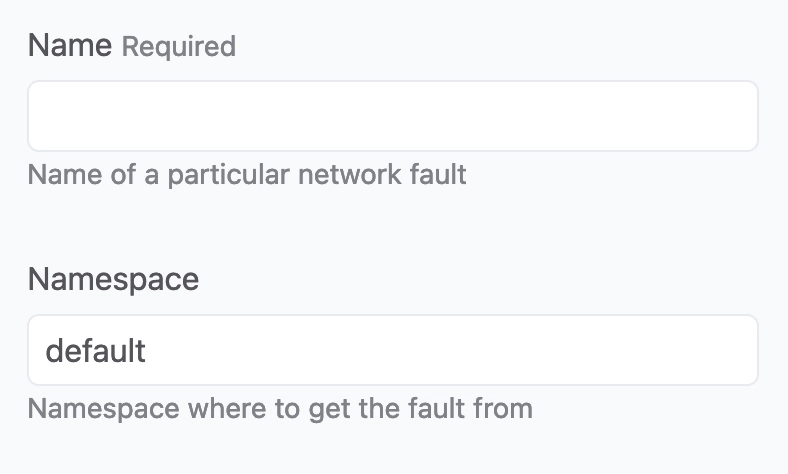 Name Required
Name of a particular network fault
Namespace
default
Namespace where to get the fault from